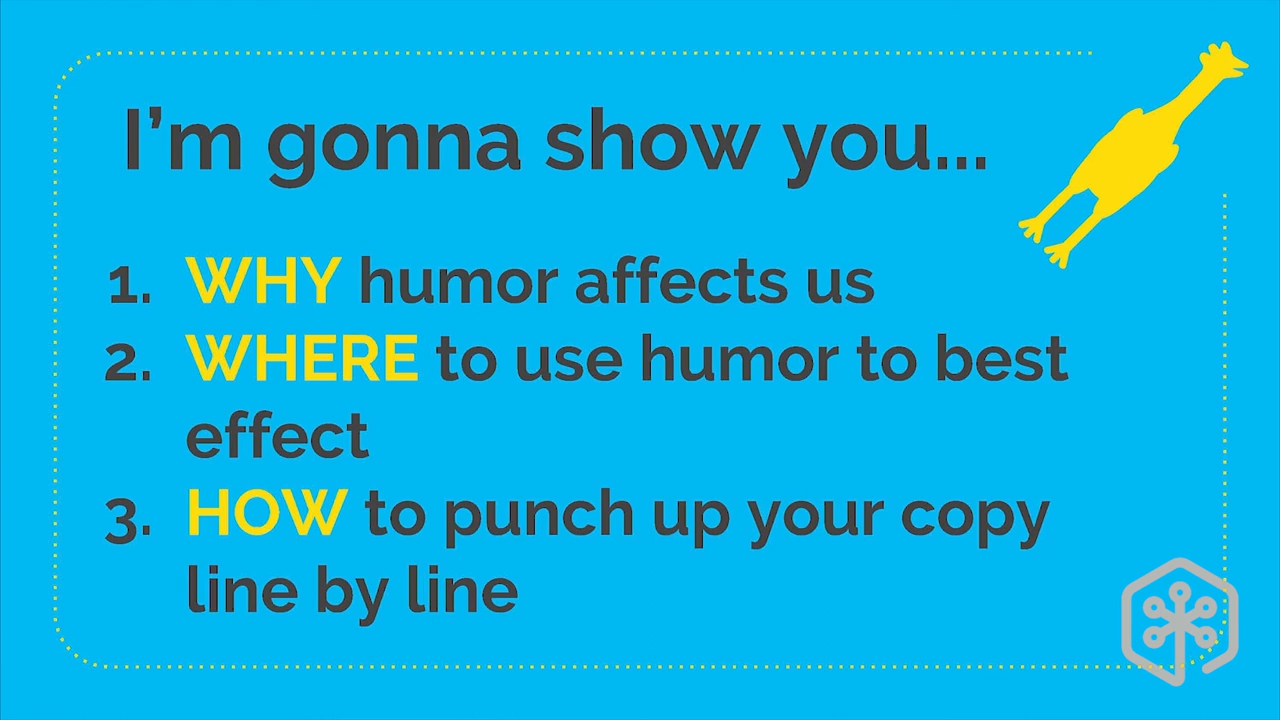 I'm gonna show you...
1. WHY humor affects us
2. WHERE to use humor to best
effect
3. HOW to punch up your copy
line by line